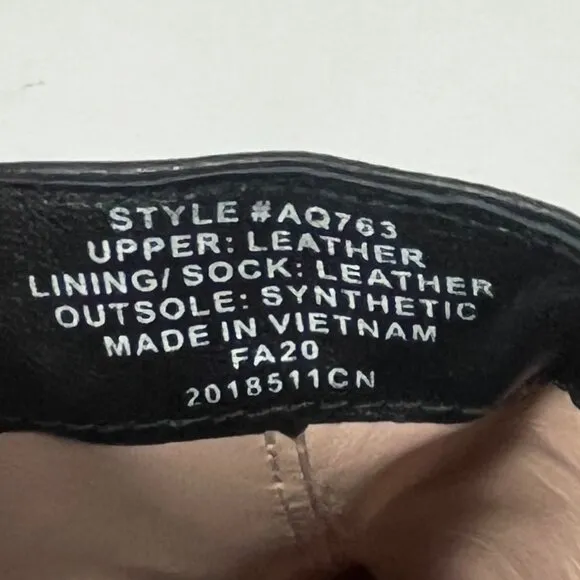 STYLE #AQ763
UPPER: LEATHER
LINING/ SOCK: LEATHER
OUTSOLE: SYNTHETIC
MADE IN VIETNAM
FA20
2018511CN